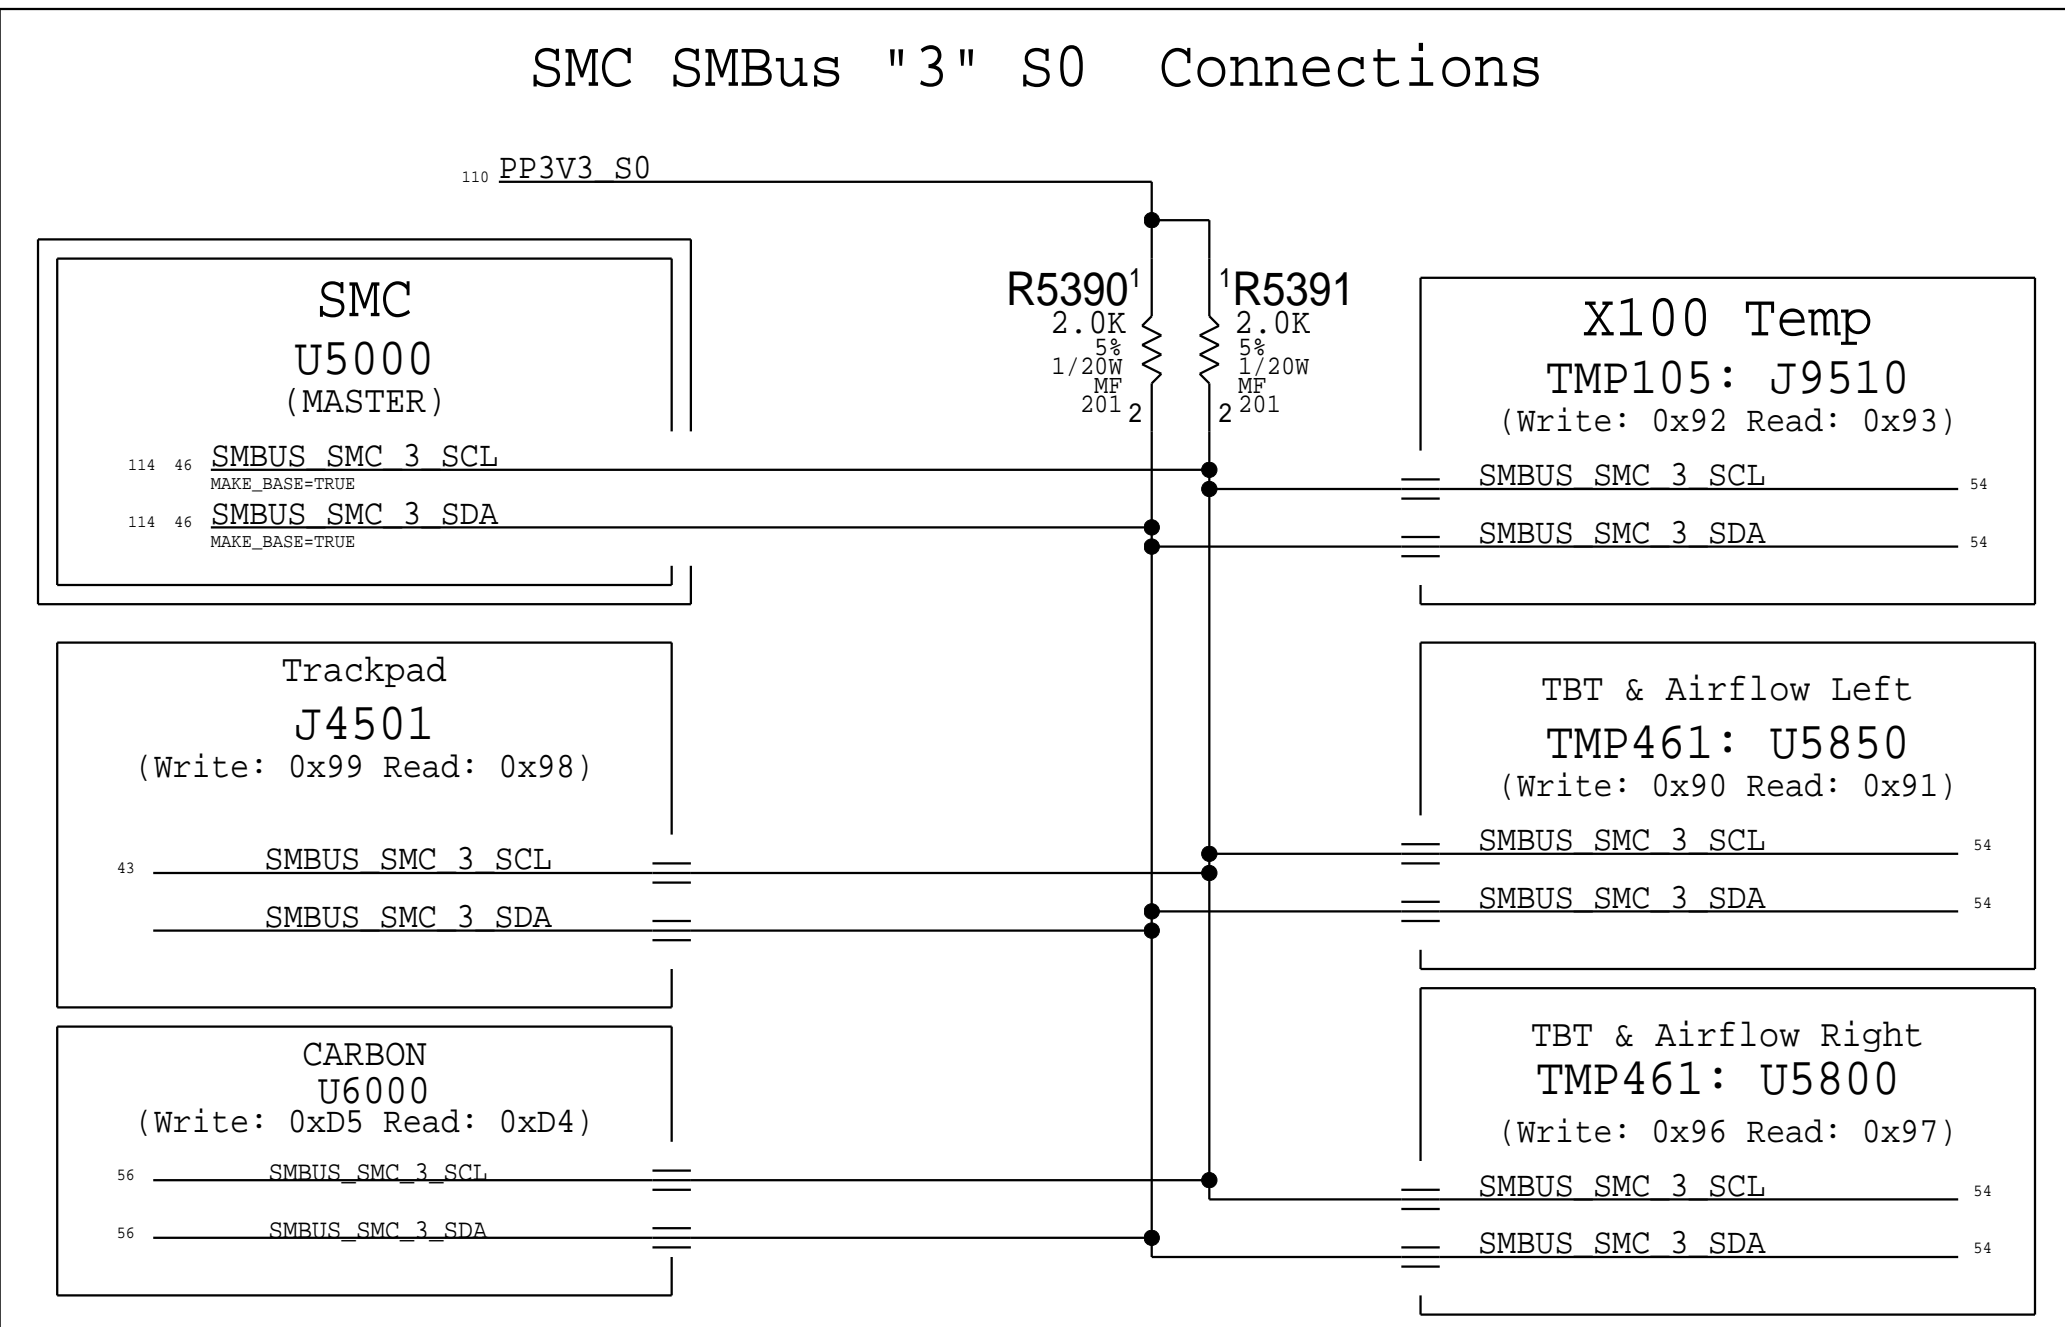 SMC SMBus "3" S0 Connections
110 PP3V3_S0
SMC
U5000
(MASTER)
114 46 SMBUS_SMC_3_SCL
MAKE_BASE=TRUE
114 46 SMBUS_SMC_3_SDA
MAKE_BASE=TRUE
R5390 1
2.0K
5%
1/20W
MF
201 2
1 R5391
2.0K
5%
1/20W
MF
2 201
X100 Temp
TMP105: J9510
(Write: 0x92 Read: 0x93)
SMBUS_SMC_3_SCL 54
SMBUS_SMC_3_SDA 54
Trackpad
J4501
(Write: 0x99 Read: 0x98)
43 SMBUS_SMC_3_SCL
SMBUS_SMC_3_SDA
TBT & Airflow Left
TMP461: U5850
(Write: 0x90 Read: 0x91)
SMBUS_SMC_3_SCL 54
SMBUS_SMC_3_SDA 54
CARBON
U6000
(Write: 0xD5 Read: 0xD4)
56 SMBUS_SMC_3_SCL
56 SMBUS_SMC_3_SDA
TBT & Airflow Right
TMP461: U5800
(Write: 0x96 Read: 0x97)
SMBUS_SMC_3_SCL 54
SMBUS_SMC_3_SDA 54